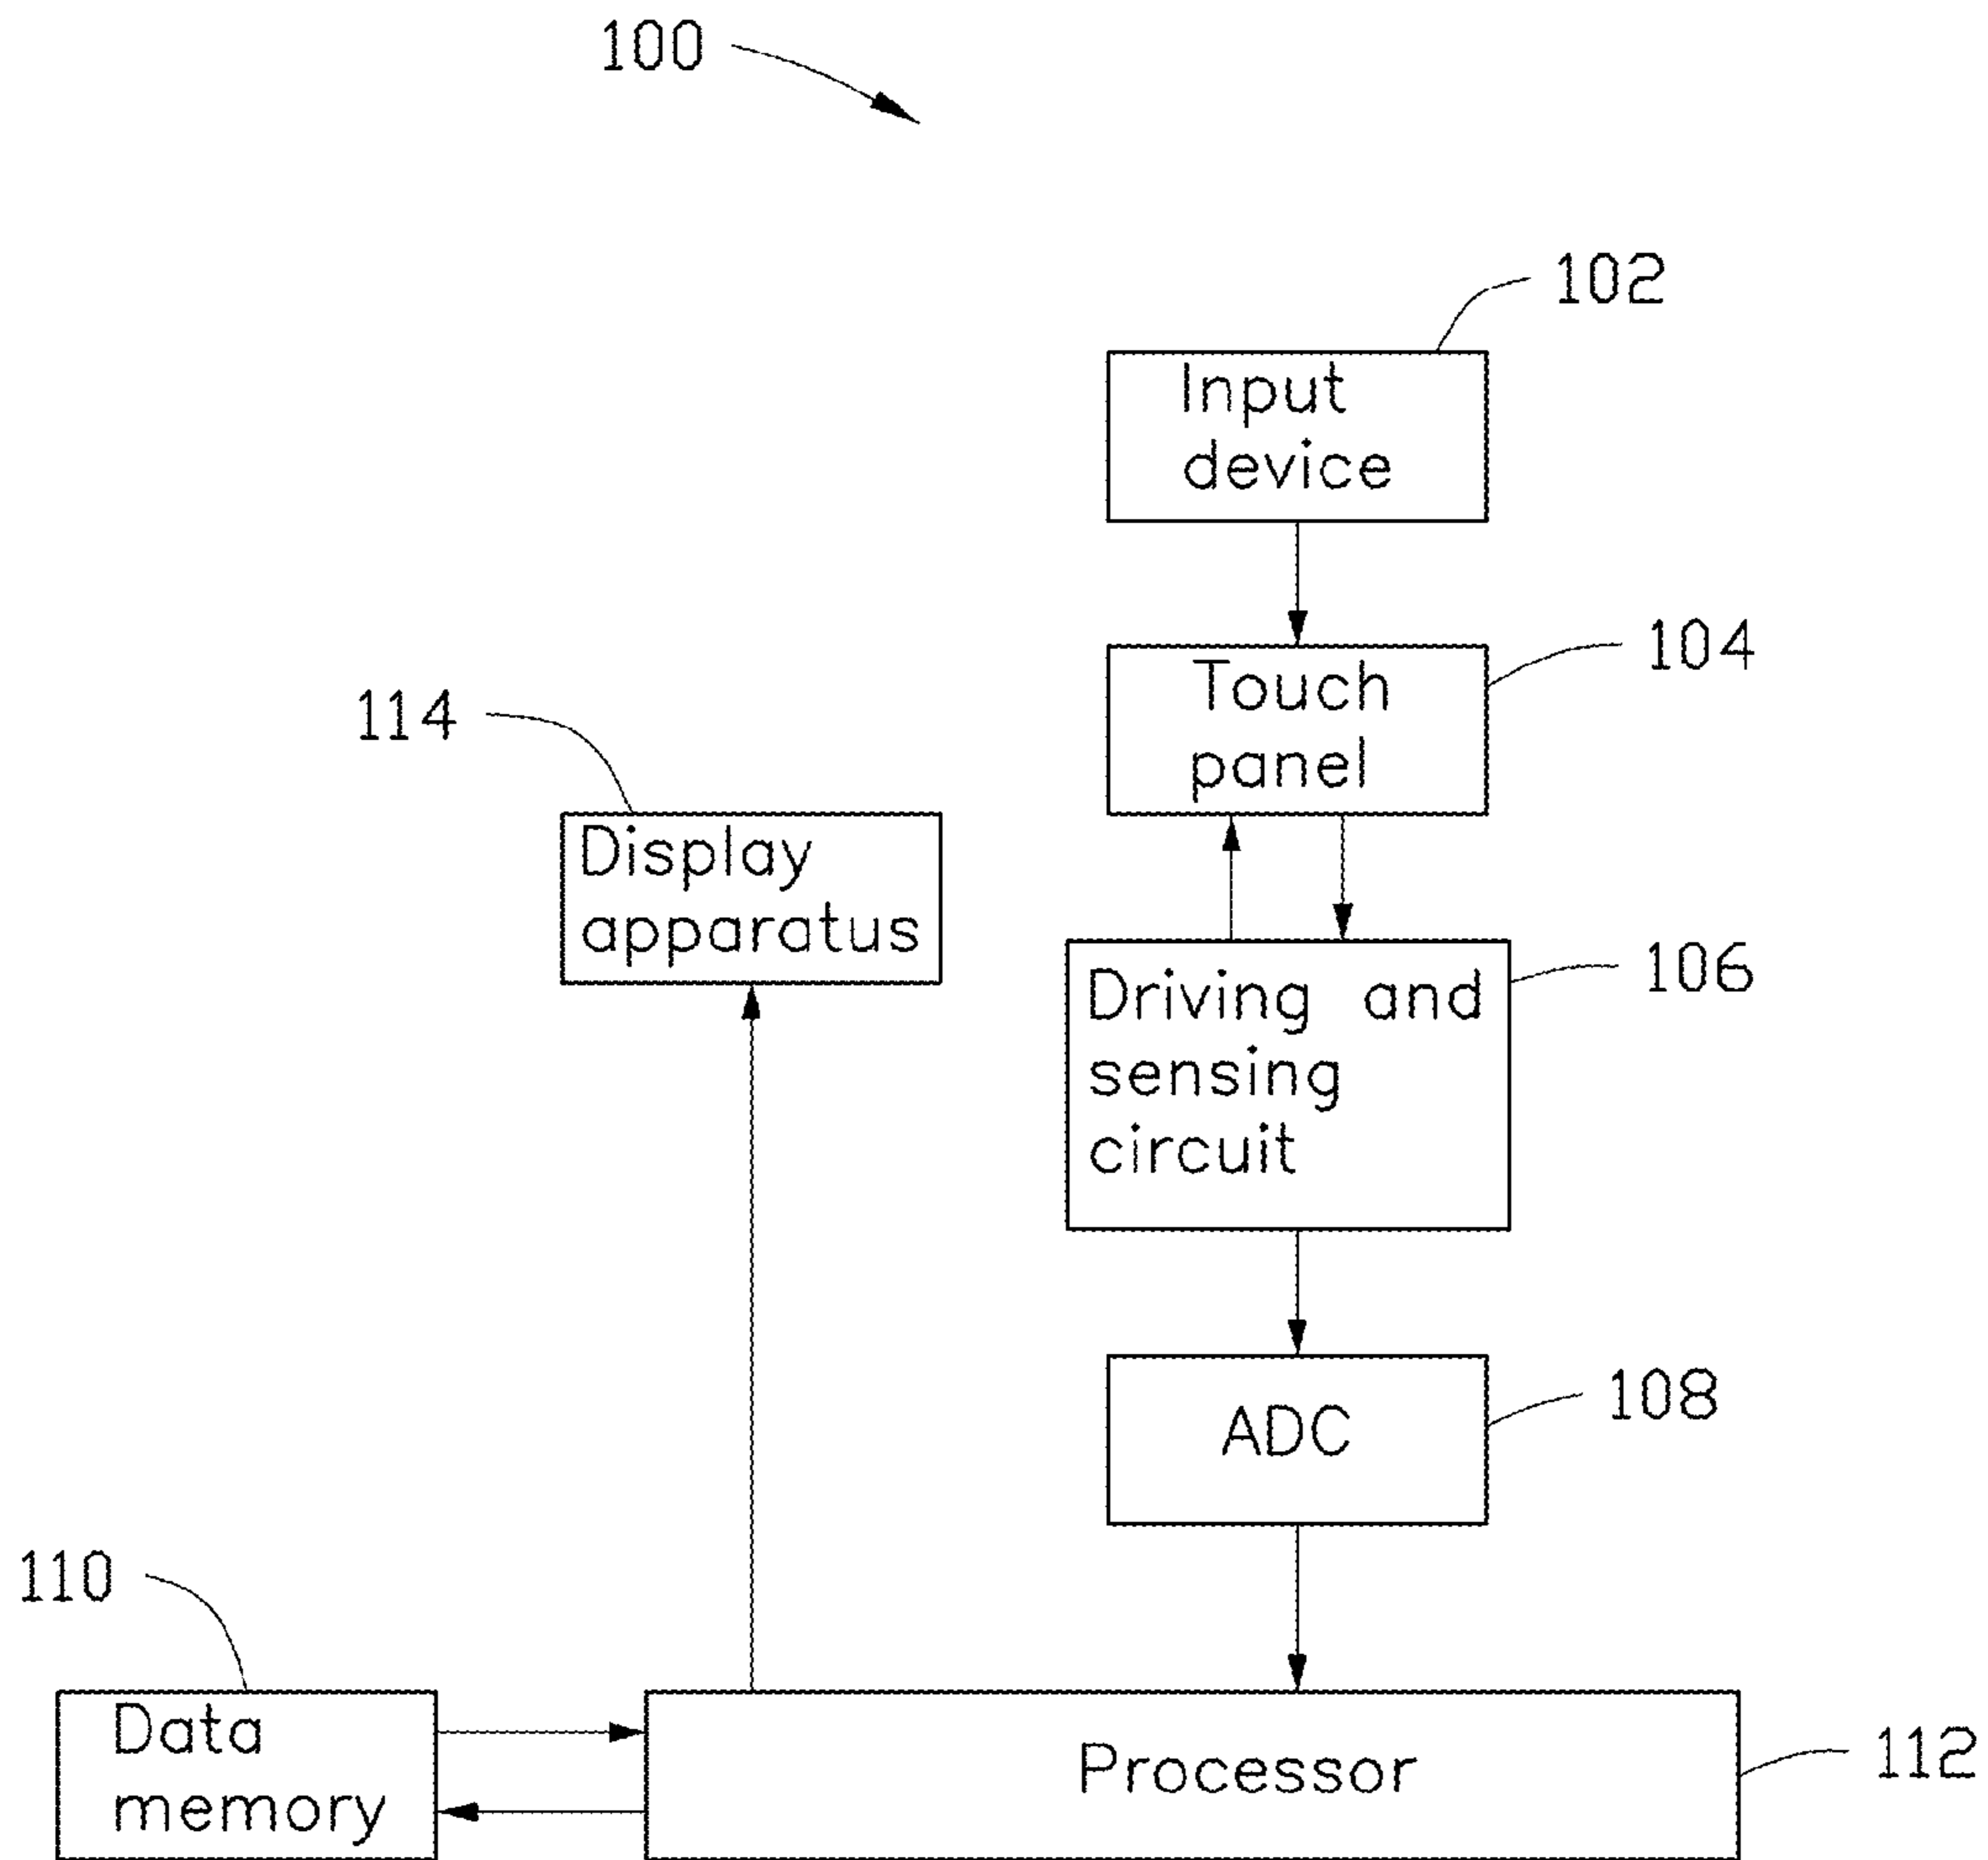 100
102
Input
device
104
Touch
panel
114
Display
apparatus
106
Driving and
sensing
circuit
108
ADC
110
Data
memory
Processor
112